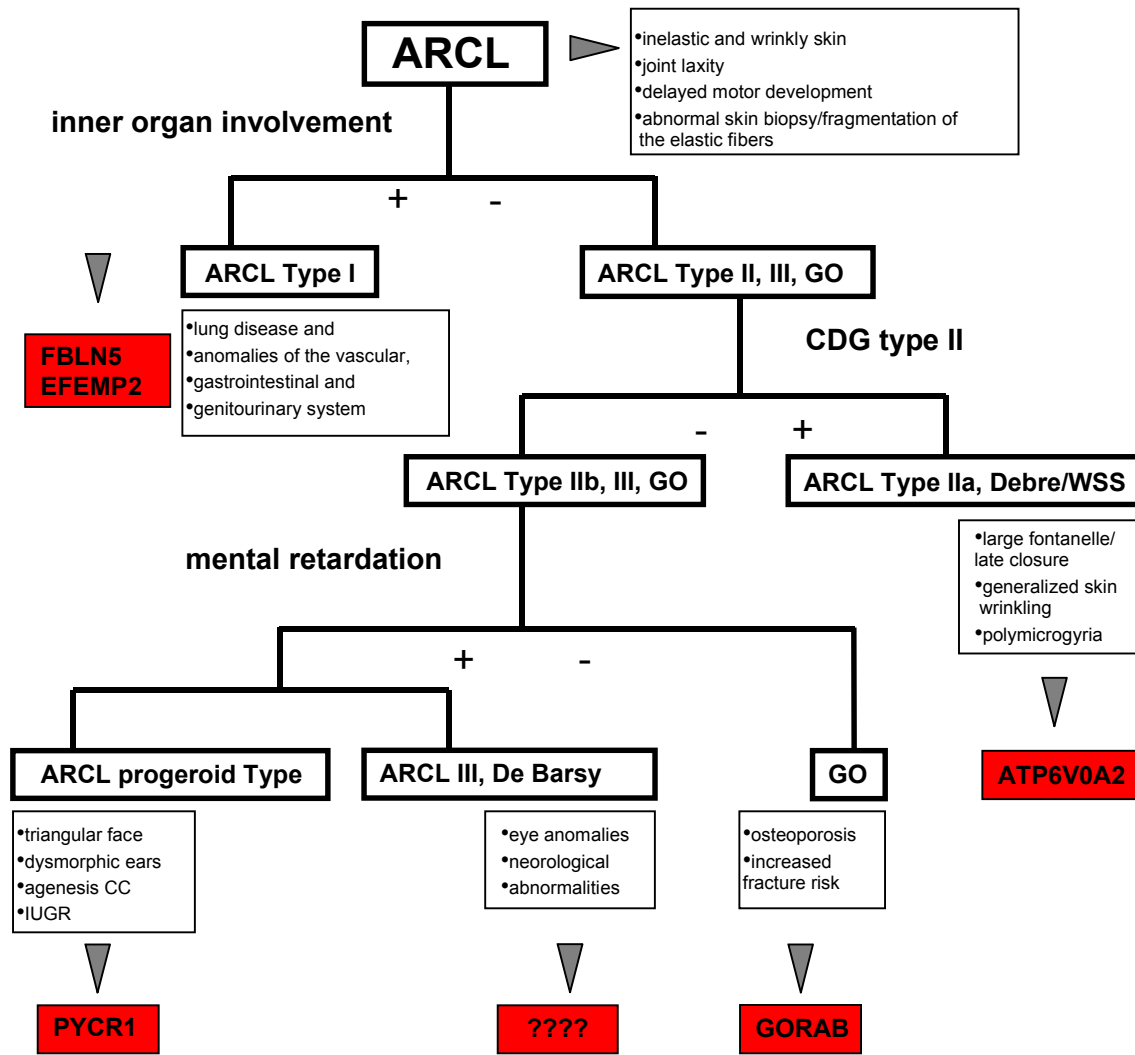 ARCL
•inelastic and wrinkly skin
•joint laxity
•delayed motor development
•abnormal skin biopsy/fragmentation of
the elastic fibers
inner organ involvement
+ -
ARCL Type I
ARCL Type II, III, GO
FBLN5
EFEMP2
•lung disease and
•anomalies of the vascular,
•gastrointestinal and
•genitourinary system
CDG type II
- +
ARCL Type IIb, III, GO
ARCL Type IIa, Debre/WSS
•large fontanelle/
late closure
•generalized skin
wrinkling
•polymicrogyria
mental retardation
+ -
ARCL progeroid Type
ARCL III, De Barsy
GO
ATP6V0A2
•triangular face
•dysmorphic ears
•agenesis CC
•IUGR
•eye anomalies
•neorological
•abnormalities
•osteoporosis
•increased
fracture risk
PYCR1
????
GORAB